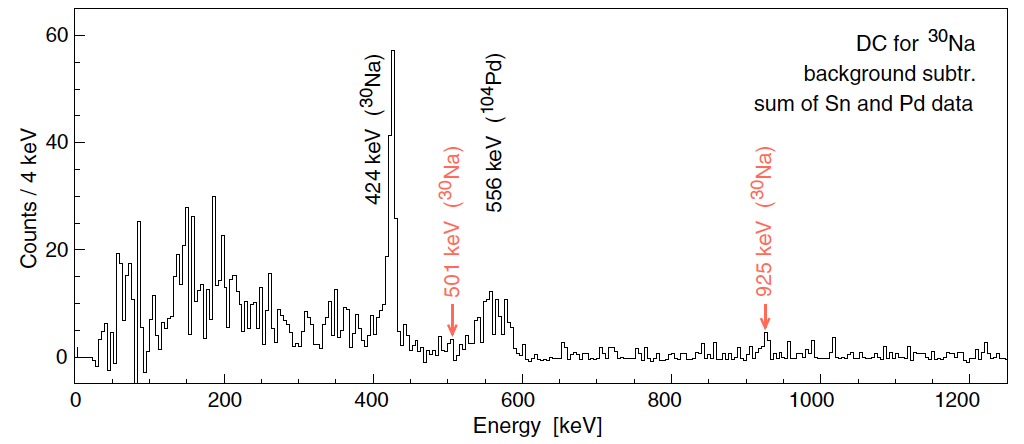 60
40
20
0
Counts / 4 keV
424 keV (³⁰Na)
501 keV (³⁰Na)
556 keV (¹⁰⁴Pd)
925 keV (³⁰Na)
DC for ³⁰Na
background subtr.
sum of Sn and Pd data
0 200 400 600 800 1000 1200
Energy [keV]